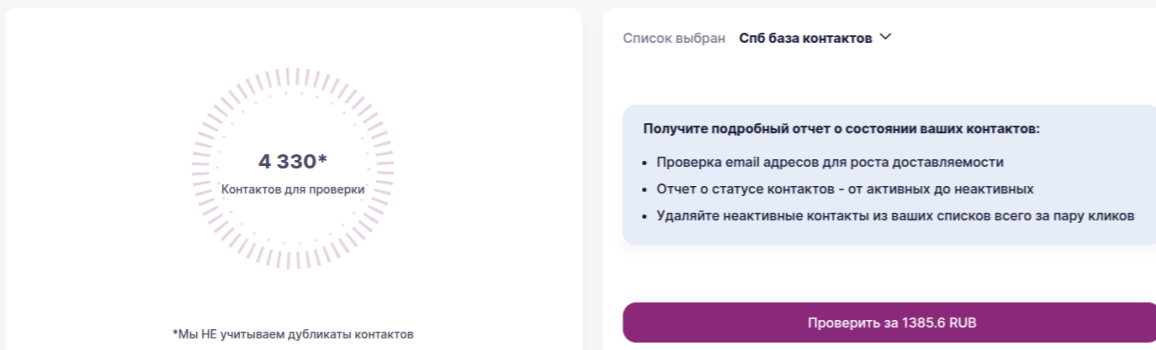 4 330*
Контактов для проверки
*Мы НЕ учитываем дубликаты контактов
Список выбран Спб база контактов
Получите подробный отчет о состоянии ваших контактов:
• Проверка email адресов для роста доставляемости
• Отчет о статусе контактов - от активных до неактивных
• Удаляйте неактивные контакты из ваших списков всего за пару кликов
Проверить за 1385.6 RUB